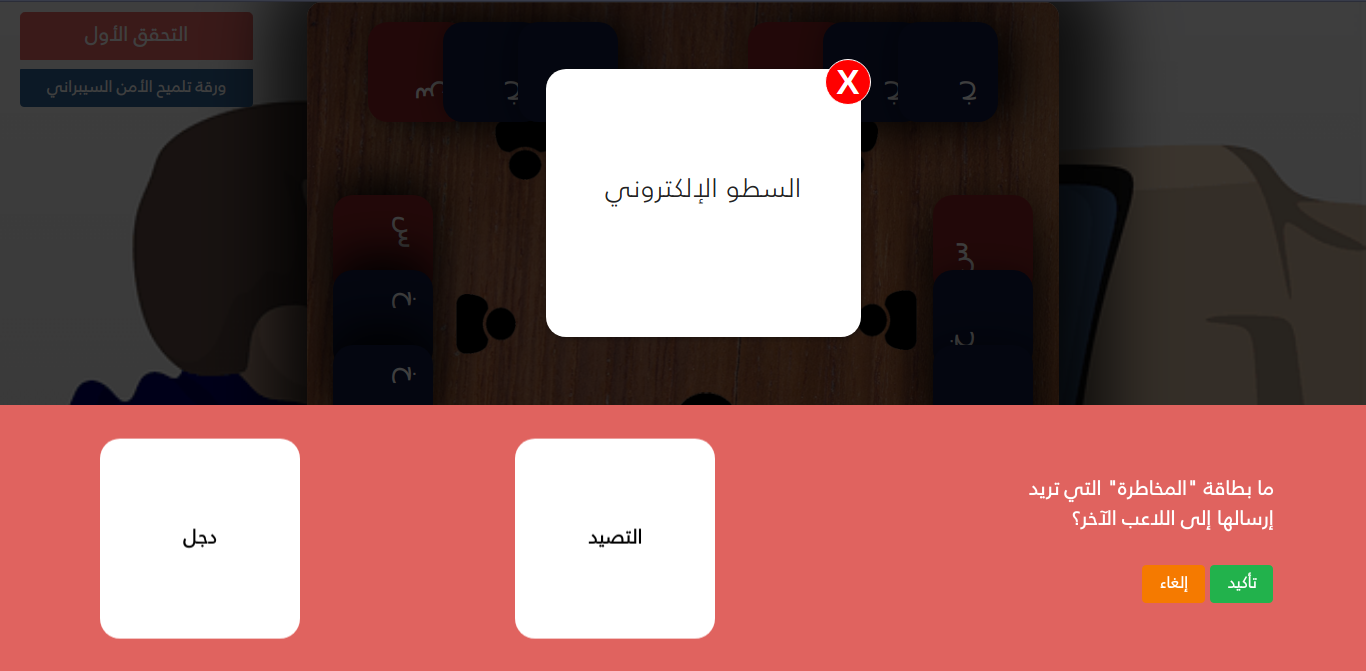 التحقق الأول
ورقة تلميح الأمن السيبراني
س
خ
خ
خ
X
السطو الإلكتروني
س
خ
خ
س
خ
ما بطاقة "المخاطرة" التي تريد
إرسالها إلى اللاعب الآخر؟
تأكيد
إلغاء
التصيد
دجل